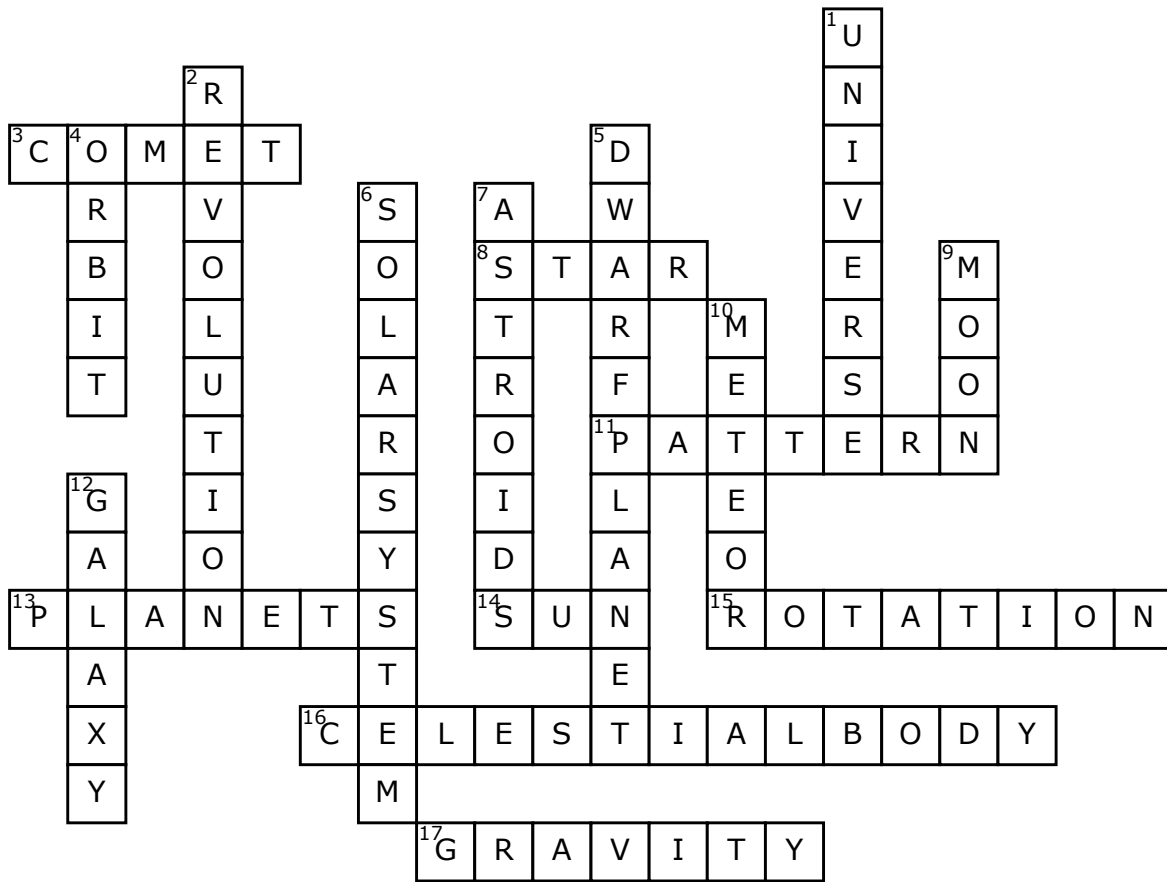 1 U
2 R N
3 C 4 O M E T 5 D I
R V 6 S 7 A W V
B O O 8 S T A R E 9 M
I L L T R 10 M R O
T U A R F E S O
T R O 11 P A T T E R N
12 G I S I L E
A O Y D A O
13 P L A N E T S 14 S U N 15 R O T A T I O N
A T E
X 16 C E L E S T I A L B O D Y
Y M
17 G R A V I T Y